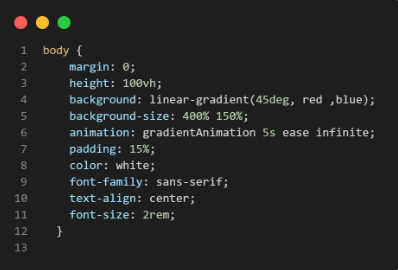 1 body {
2 margin: 0;
3 height: 100vh;
4 background: linear-gradient(45deg, red ,blue);
5 background-size: 400% 150%;
6 animation: gradientAnimation 5s ease infinite;
7 padding: 15%;
8 color: white;
9 font-family: sans-serif;
10 text-align: center;
11 font-size: 2rem;
12 }
13